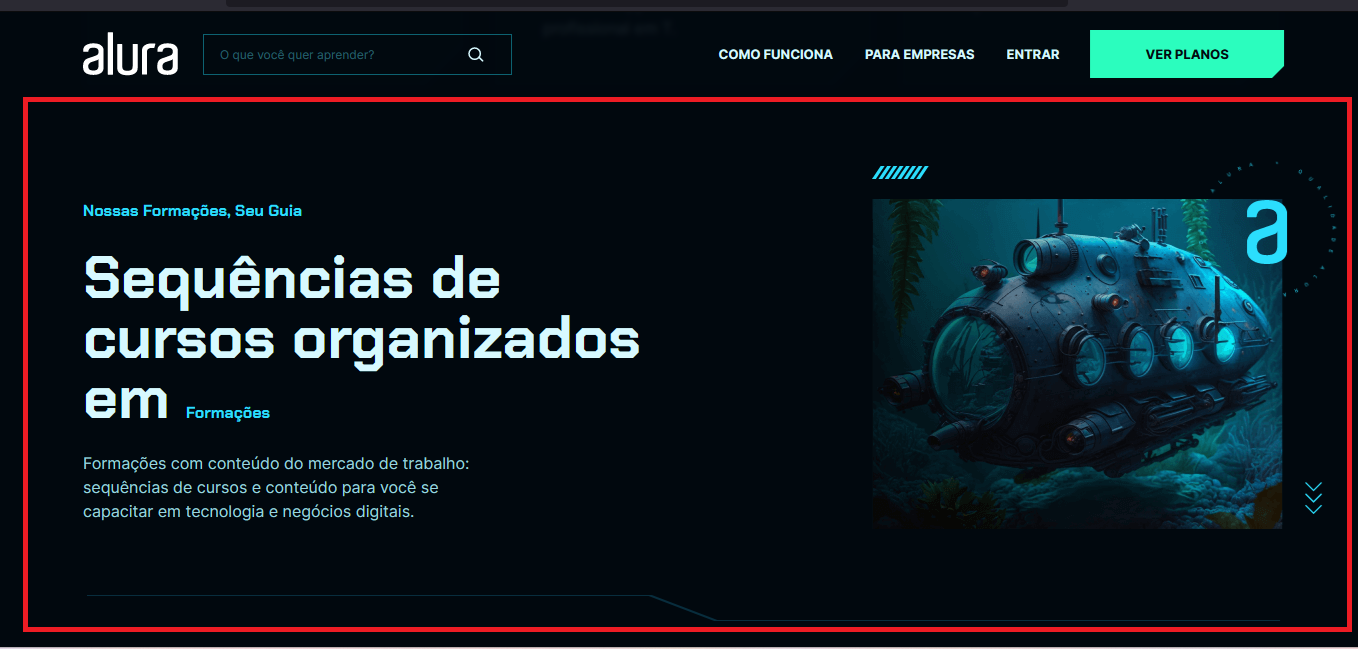 alura
O que você quer aprender?
COMO FUNCIONA
PARA EMPRESAS
ENTRAR
VER PLANOS
Nossas Formações, Seu Guia
Sequências de
cursos organizados
em Formações
Formações com conteúdo do mercado de trabalho:
sequências de cursos e conteúdo para você se
capacitar em tecnologia e negócios digitais.
a